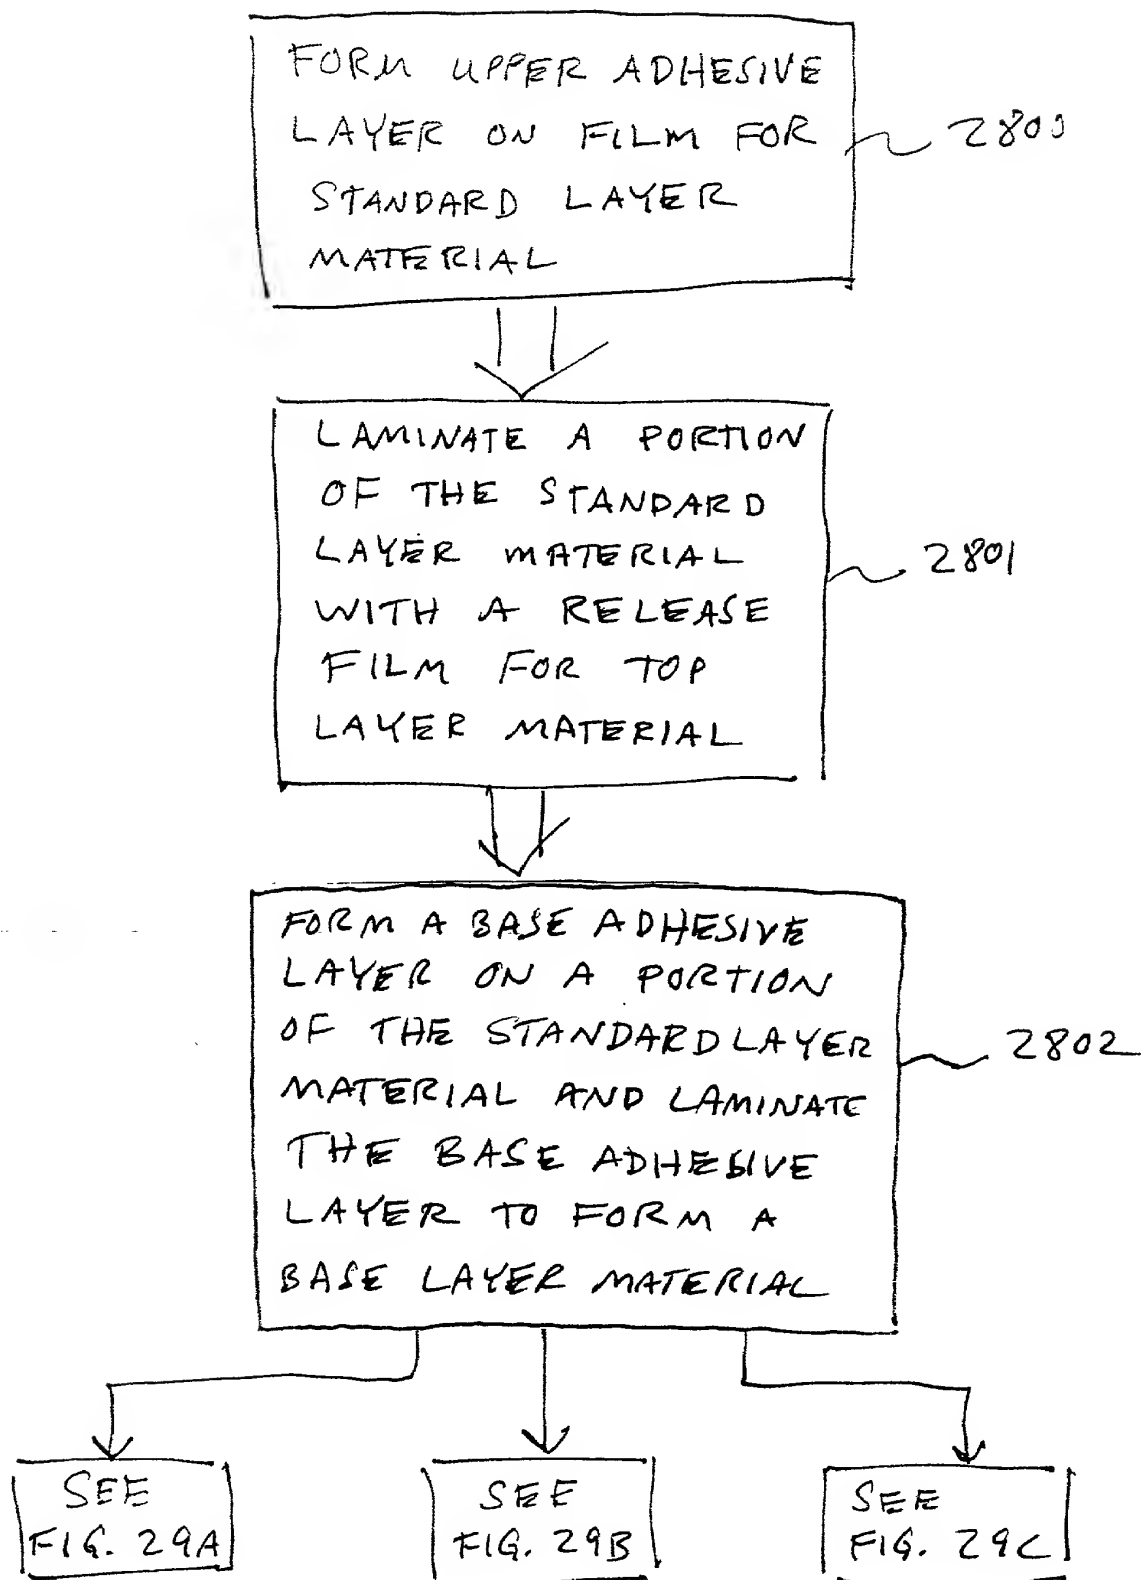 FORM UPPER ADHESIVE
LAYER ON FILM FOR
STANDARD LAYER
MATERIAL
2800
LAMINATE A PORTION
OF THE STANDARD
LAYER MATERIAL
WITH A RELEASE
FILM FOR TOP
LAYER MATERIAL
2801
FORM A BASE ADHESIVE
LAYER ON A PORTION
OF THE STANDARD LAYER
MATERIAL AND LAMINATE
THE BASE ADHESIVE
LAYER TO FORM A
BASE LAYER MATERIAL
2802
SEE
FIG. 29A
SEE
FIG. 29B
SEE
FIG. 29C